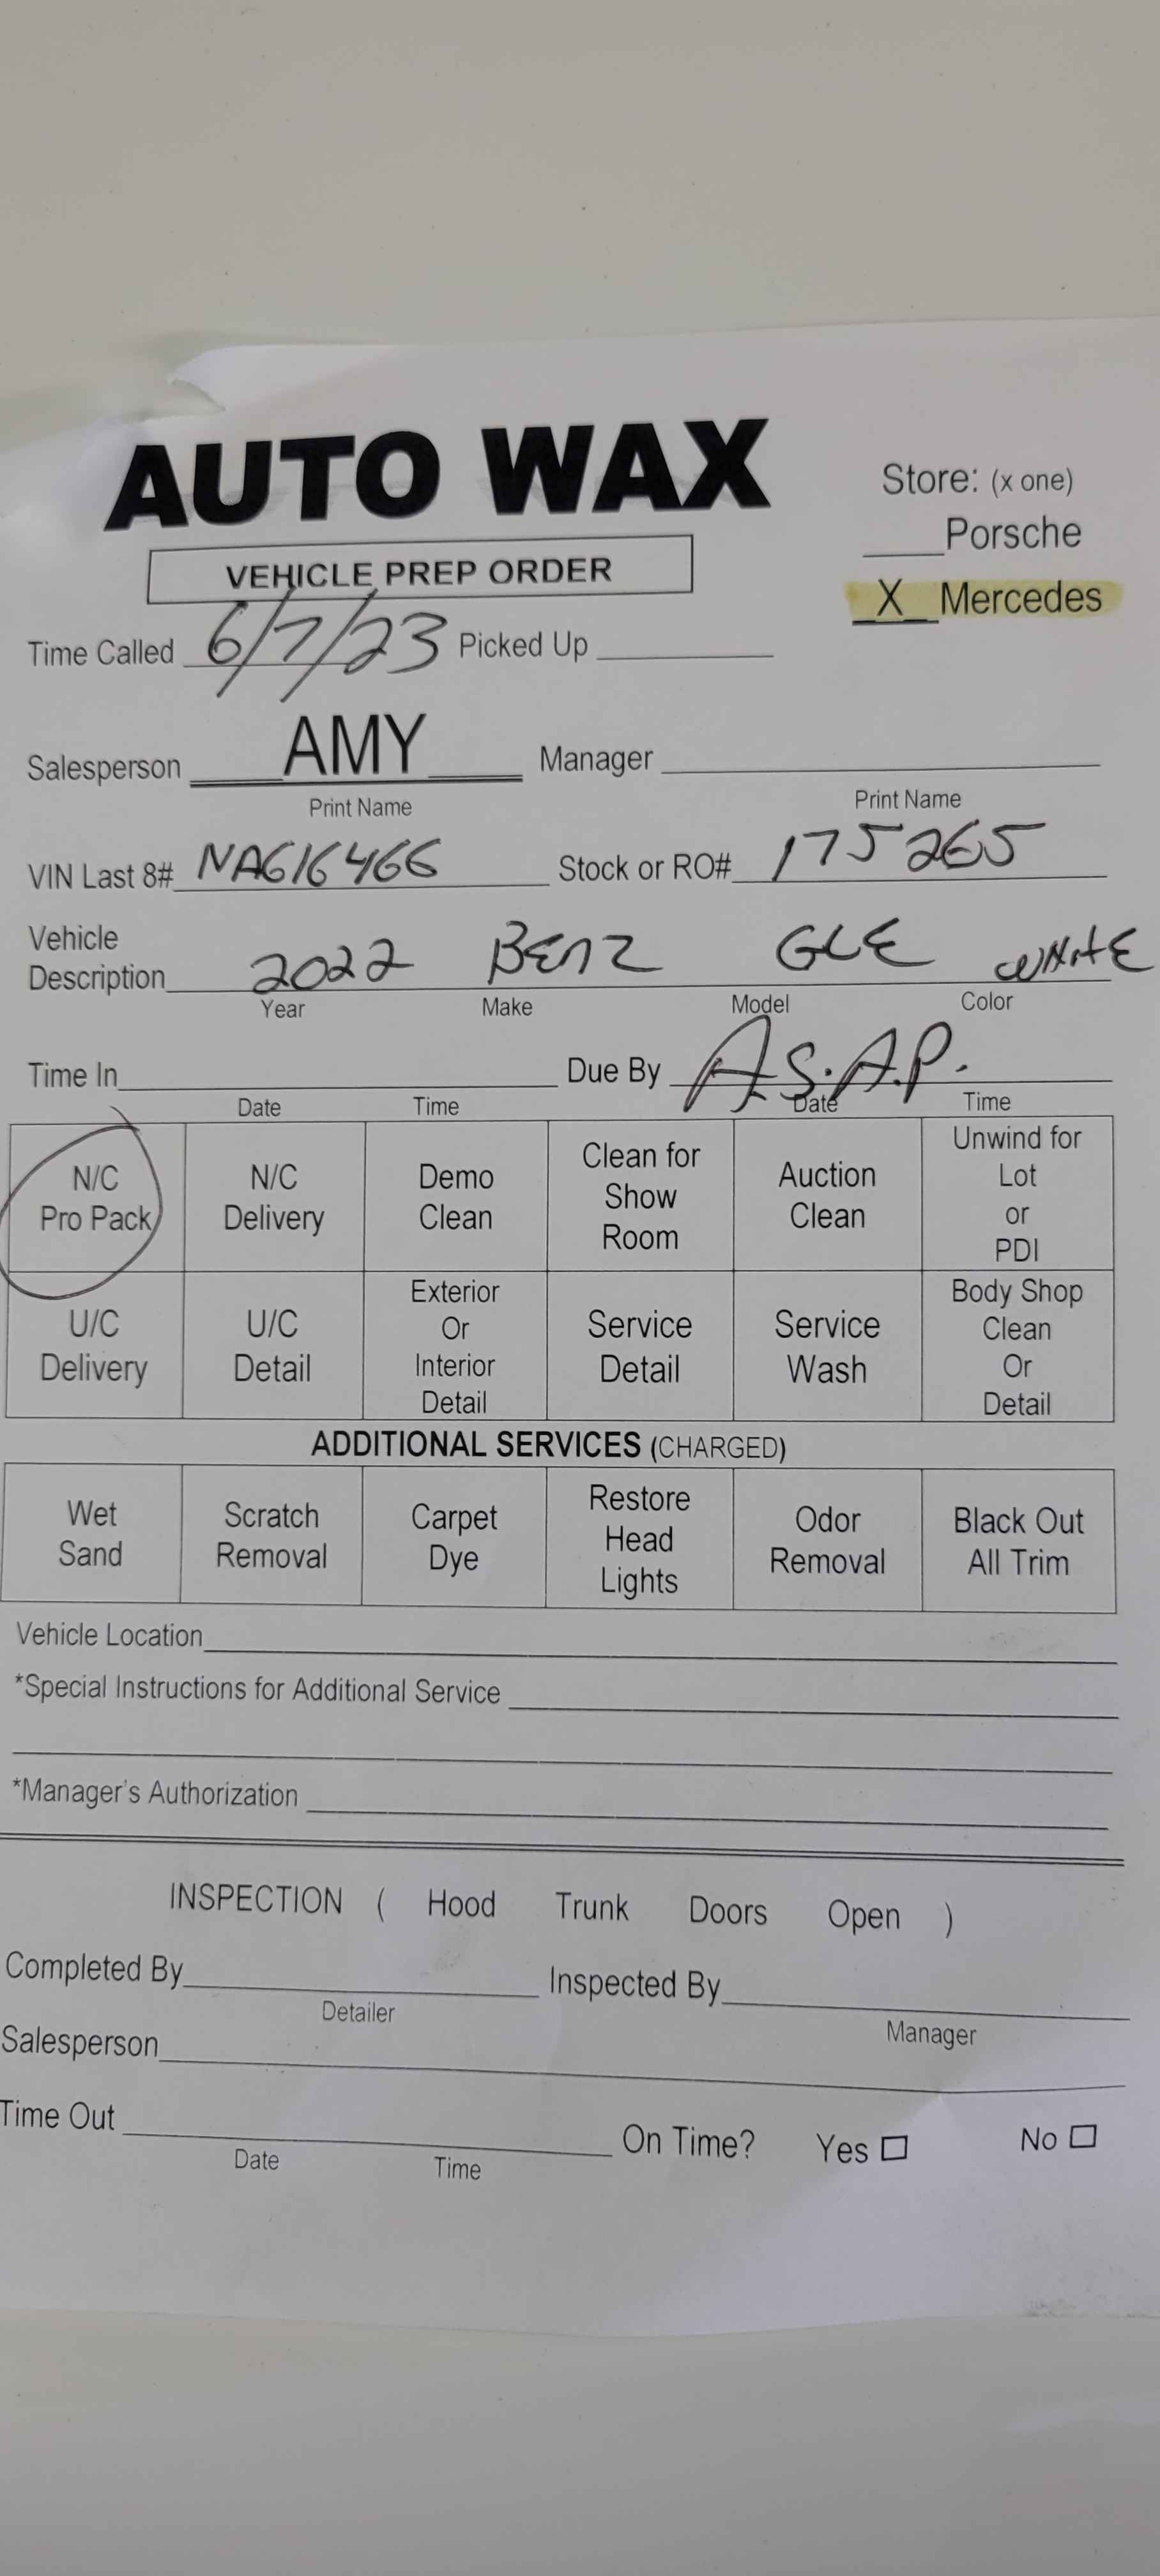 AUTO WAX
Store: (x one)
____Porsche
_X_Mercedes
VEHICLE PREP ORDER
Time Called 6/7/23 Picked Up
Salesperson AMY Manager
Print Name Print Name
VIN Last 8# NA616466 Stock or RO# 175265
Vehicle
Description 2022 BENZ GLE WHITE
Year Make Model Color
Time In Due By A.S.A.P.
Date Time Date Time
N/C Pro Pack N/C Delivery Demo Clean Clean for Show Room Auction Clean Unwind for Lot or PDI
U/C Delivery U/C Detail Exterior Or Interior Detail Service Detail Service Wash Body Shop Clean Or Detail
ADDITIONAL SERVICES (CHARGED)
Wet Sand Scratch Removal Carpet Dye Restore Head Lights Odor Removal Black Out All Trim
Vehicle Location
*Special Instructions for Additional Service
*Manager's Authorization
INSPECTION ( Hood Trunk Doors Open )
Completed By Inspected By
Detailer Manager
Salesperson
Time Out On Time? Yes ☐ No ☐
Date Time